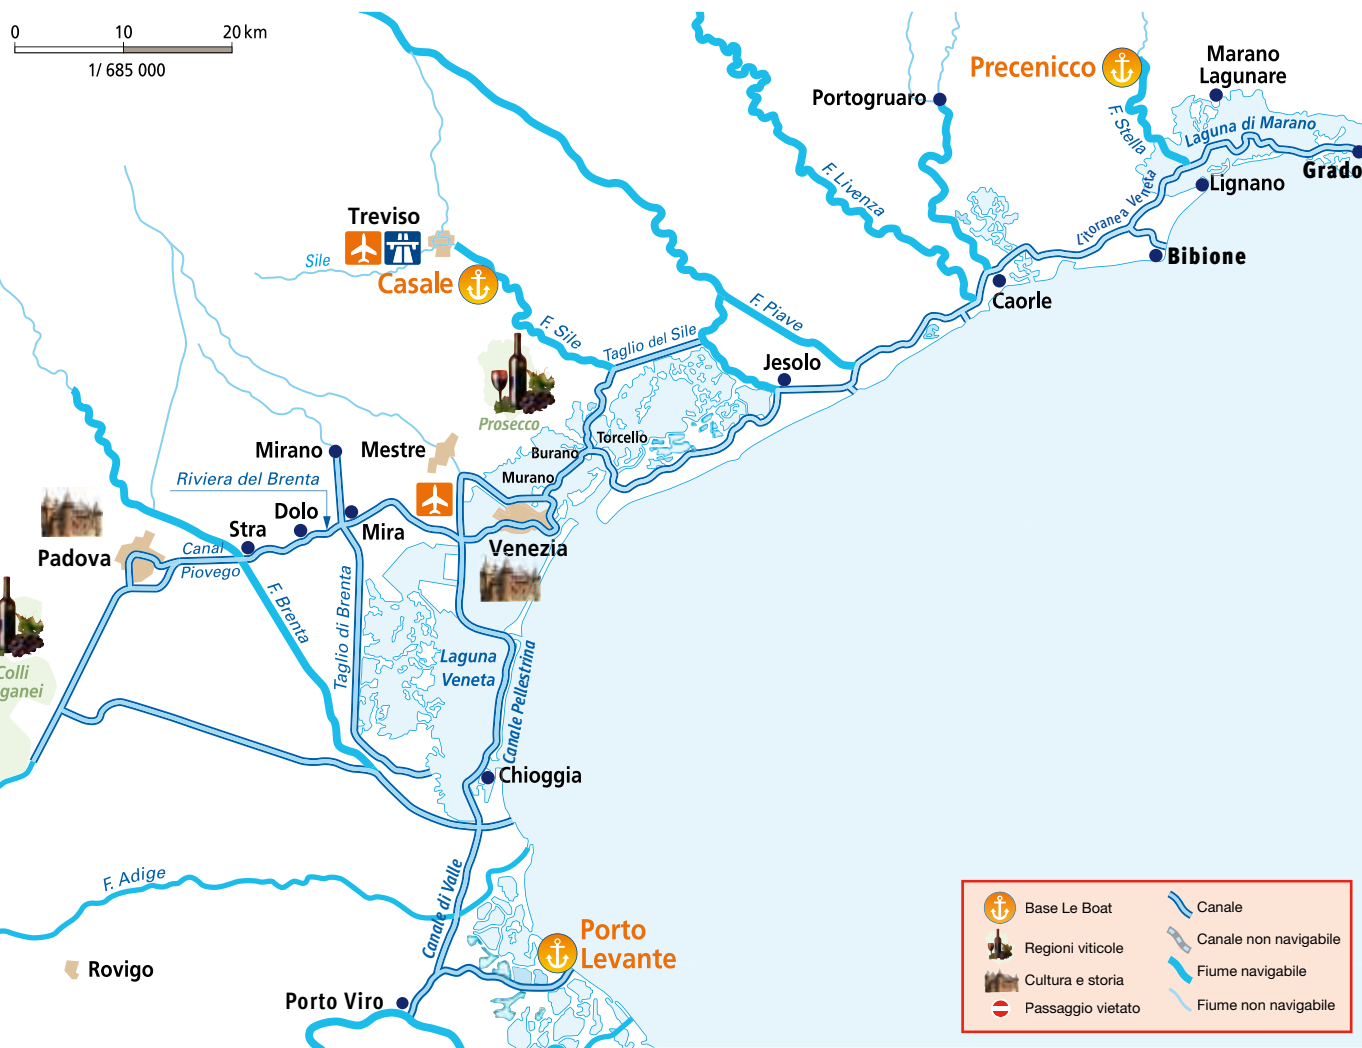 0 10 20 km
1/ 685 000
Precenicco
Marano
Lagunare
Portogruaro
F. Stella
Laguna di Marano
Grado
F. Livenza
Lignano
Litoranea Veneta
Treviso
Bibione
Sile
Casale
Caorle
F. Piave
F. Sile
Taglio del Sile
Jesolo
Prosecco
Torcello
Mirano
Mestre
Burano
Riviera del Brenta
Murano
Dolo
Stra
Mira
Padova
Canal
Piovego
Venezia
F. Brenta
Taglio di Brenta
Laguna
Veneta
Canale Pellestrina
Colli
ganei
Chioggia
F. Adige
Canale di Valle
Porto
Levante
Rovigo
Porto Viro
Base Le Boat
Regioni viticole
Cultura e storia
Passaggio vietato
Canale
Canale non navigabile
Fiume navigabile
Fiume non navigabile